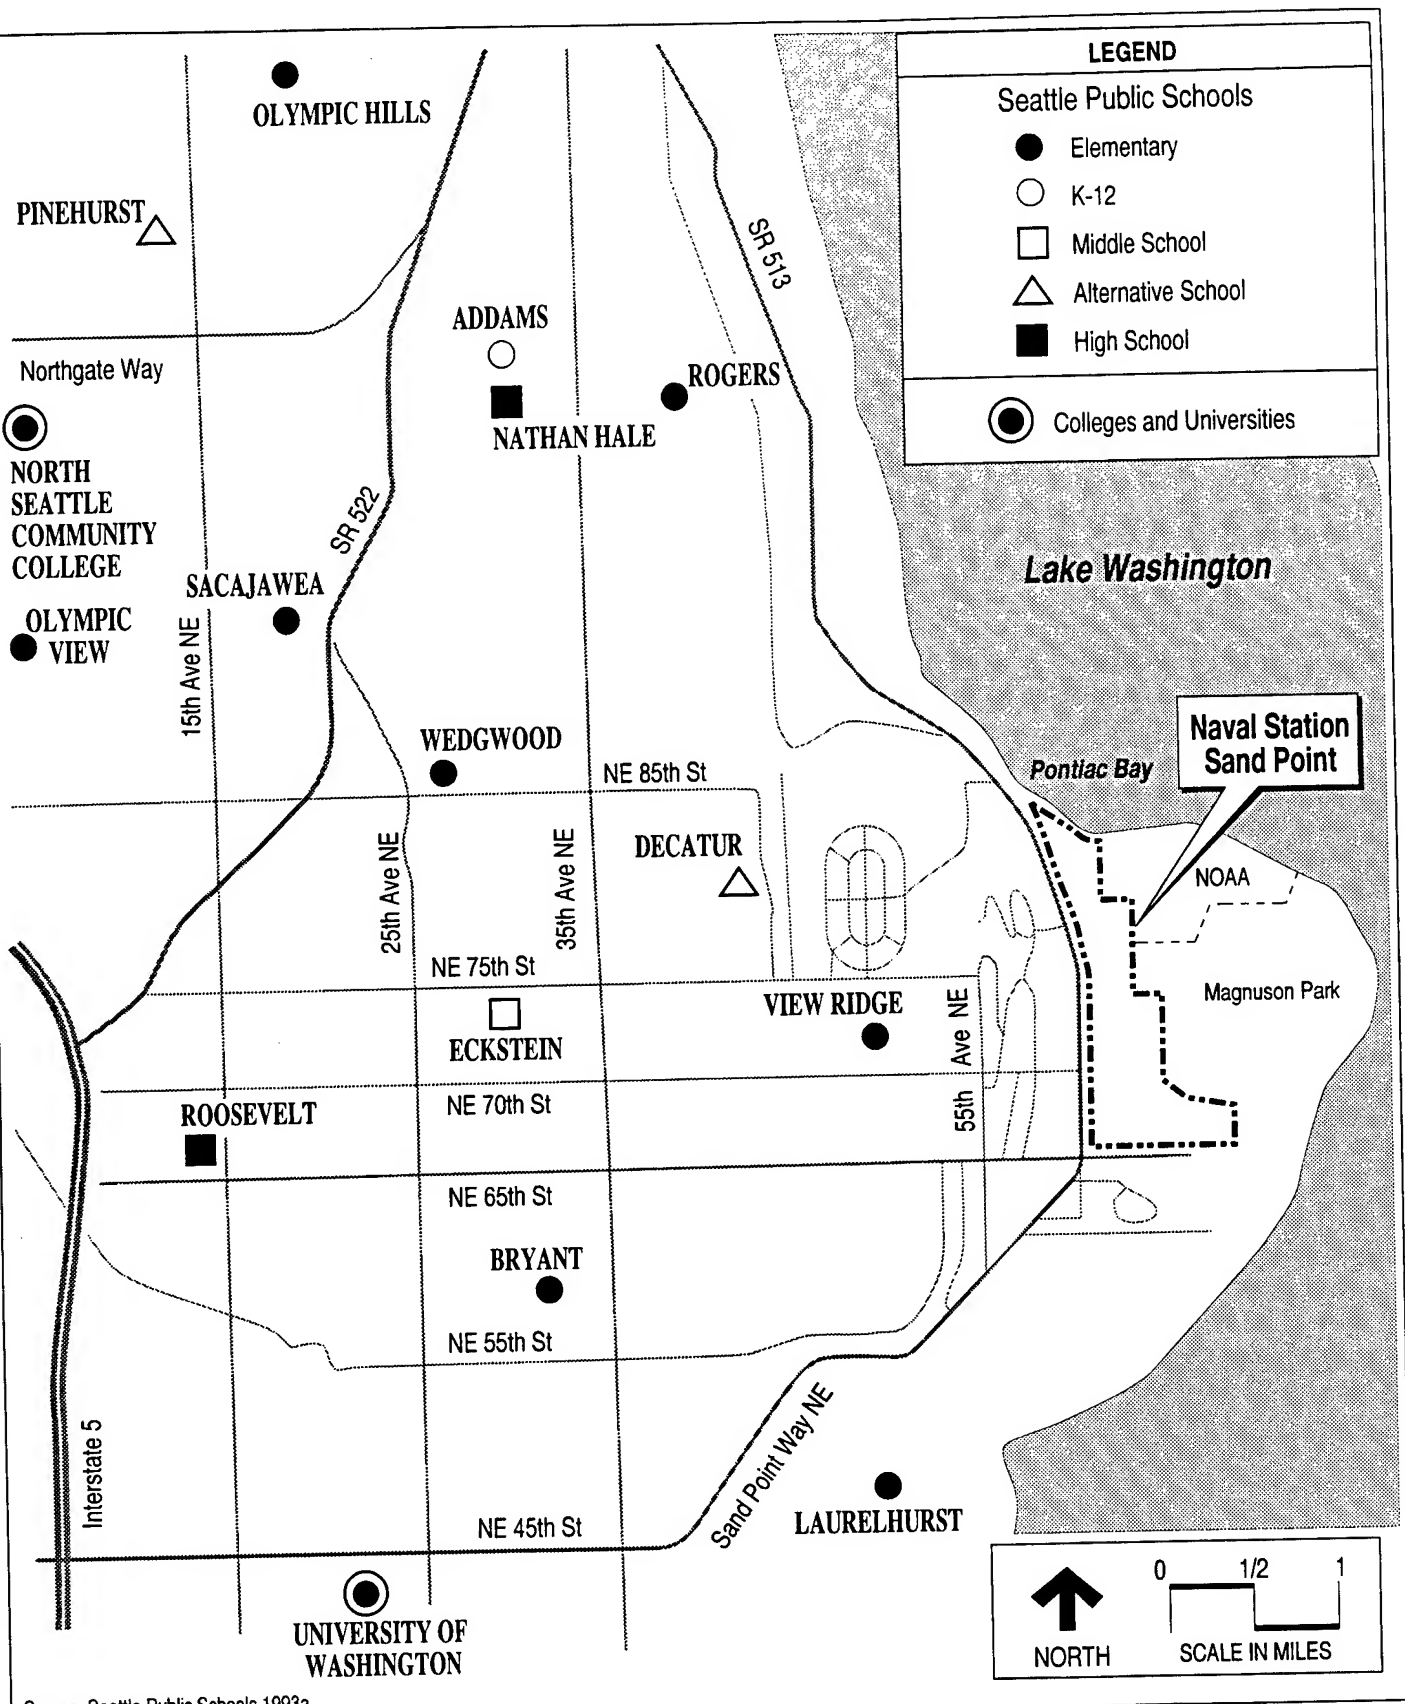 LEGEND
Seattle Public Schools
Elementary
K-12
Middle School
Alternative School
High School
Colleges and Universities
OLYMPIC HILLS
PINEHURST
SR 513
ADDAMS
ROGERS
Northgate Way
NATHAN HALE
NORTH
SEATTLE
COMMUNITY
COLLEGE
SR 522
Lake Washington
SACAJAWEA
OLYMPIC
VIEW
15th Ave NE
Naval Station
Sand Point
WEDGWOOD
NE 85th St
Pontiac Bay
DECATUR
25th Ave NE
35th Ave NE
NOAA
NE 75th St
VIEW RIDGE
Magnuson Park
ECKSTEIN
55th Ave NE
NE 70th St
ROOSEVELT
NE 65th St
BRYANT
NE 55th St
Interstate 5
Sand Point Way NE
LAURELHURST
NE 45th St
UNIVERSITY OF
WASHINGTON
0 1/2 1
NORTH
SCALE IN MILES
Seattle Public Schools 1993a